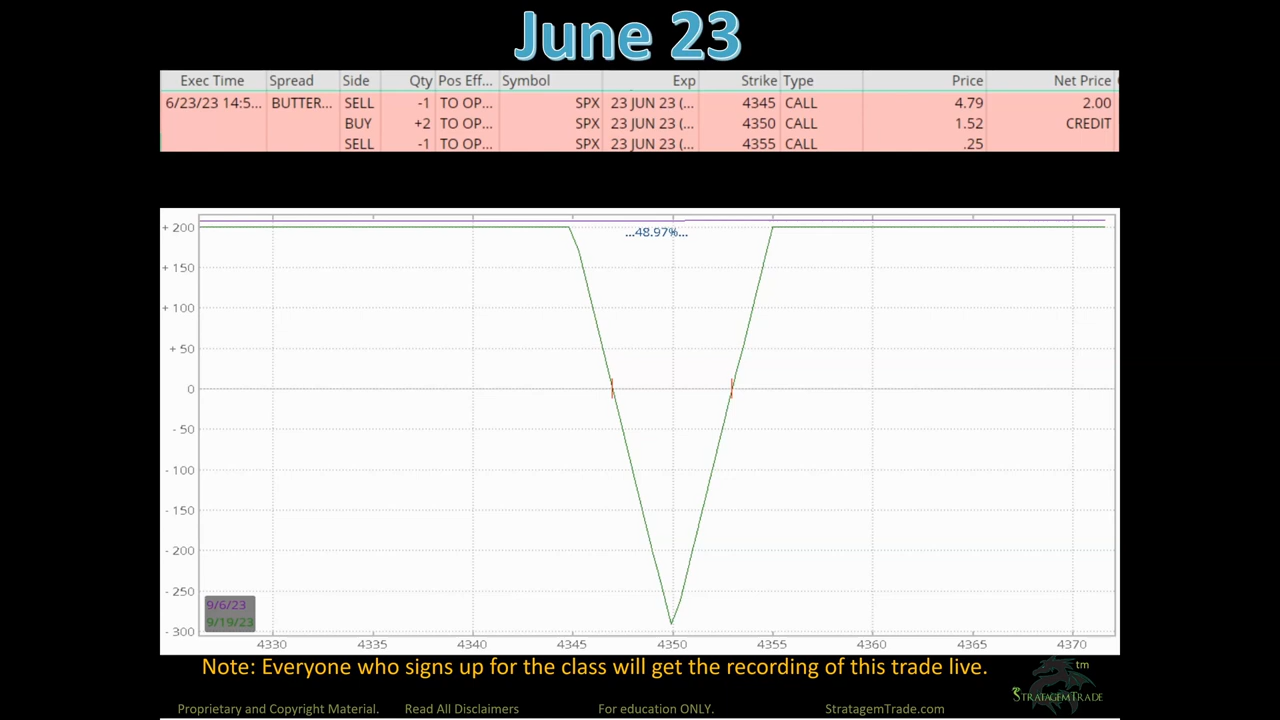 June 23
Exec Time Spread Side Qty Pos Eff... Symbol Exp Strike Type Price Net Price
6/23/23 14:5... BUTTER... SELL -1 TO OP... SPX 23 JUN 23 (... 4345 CALL 4.79 2.00
BUY +2 TO OP... SPX 23 JUN 23 (... 4350 CALL 1.52 CREDIT
SELL -1 TO OP... SPX 23 JUN 23 (... 4355 CALL .25
+ 200
...48.97%...
+ 150
+ 100
+ 50
0
- 50
- 100
- 150
- 200
- 250
9/6/23
9/19/23
- 300
4330 4335 4340 4345 4350 4355 4360 4365 4370
Note: Everyone who signs up for the class will get the recording of this trade live.
tm
STRATAGEMTRADE
Proprietary and Copyright Material. Read All Disclaimers For education ONLY. StratagemTrade.com